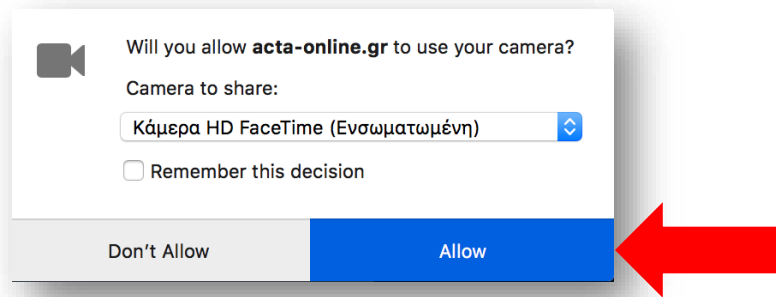 Will you allow acta-online.gr to use your camera?
Camera to share:
Κάμερα HD FaceTime (Ενσωματωμένη)
Remember this decision
Don't Allow
Allow